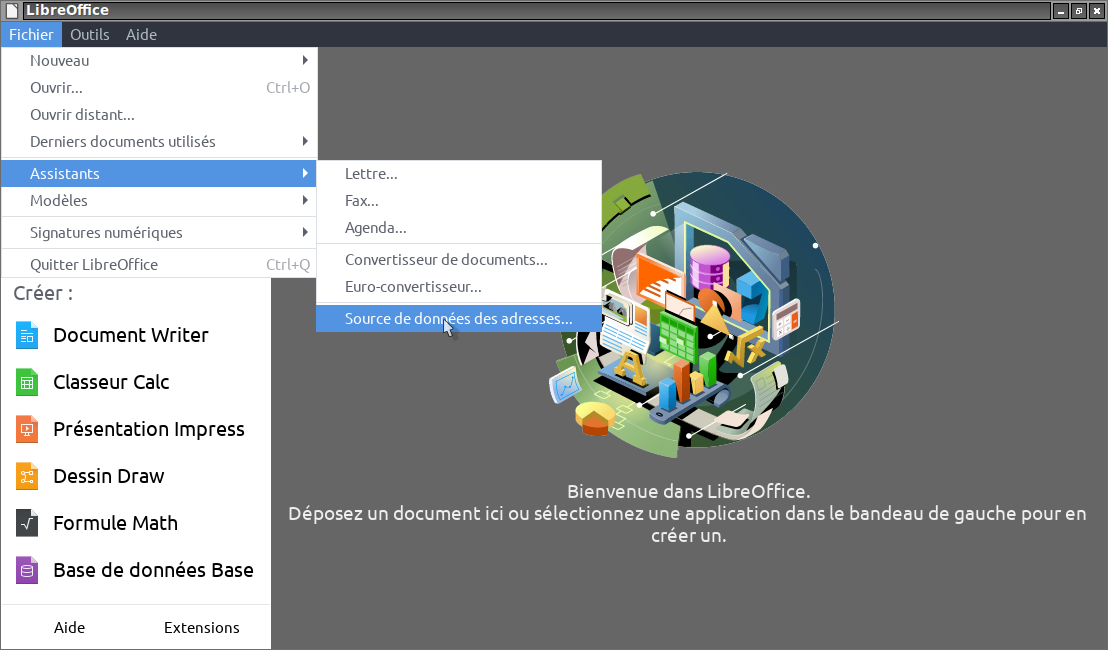 LibreOffice
Fichier Outils Aide
Nouveau
Ouvrir... Ctrl+O
Ouvrir distant...
Derniers documents utilisés
Assistants
Modèles
Signatures numériques
Quitter LibreOffice Ctrl+Q
Lettre...
Fax...
Agenda...
Convertisseur de documents...
Euro-convertisseur...
Source de données des adresses...
Créer :
Document Writer
Classeur Calc
Présentation Impress
Dessin Draw
Formule Math
Base de données Base
Aide Extensions
Bienvenue dans LibreOffice.
Déposez un document ici ou sélectionnez une application dans le bandeau de gauche pour en
créer un.